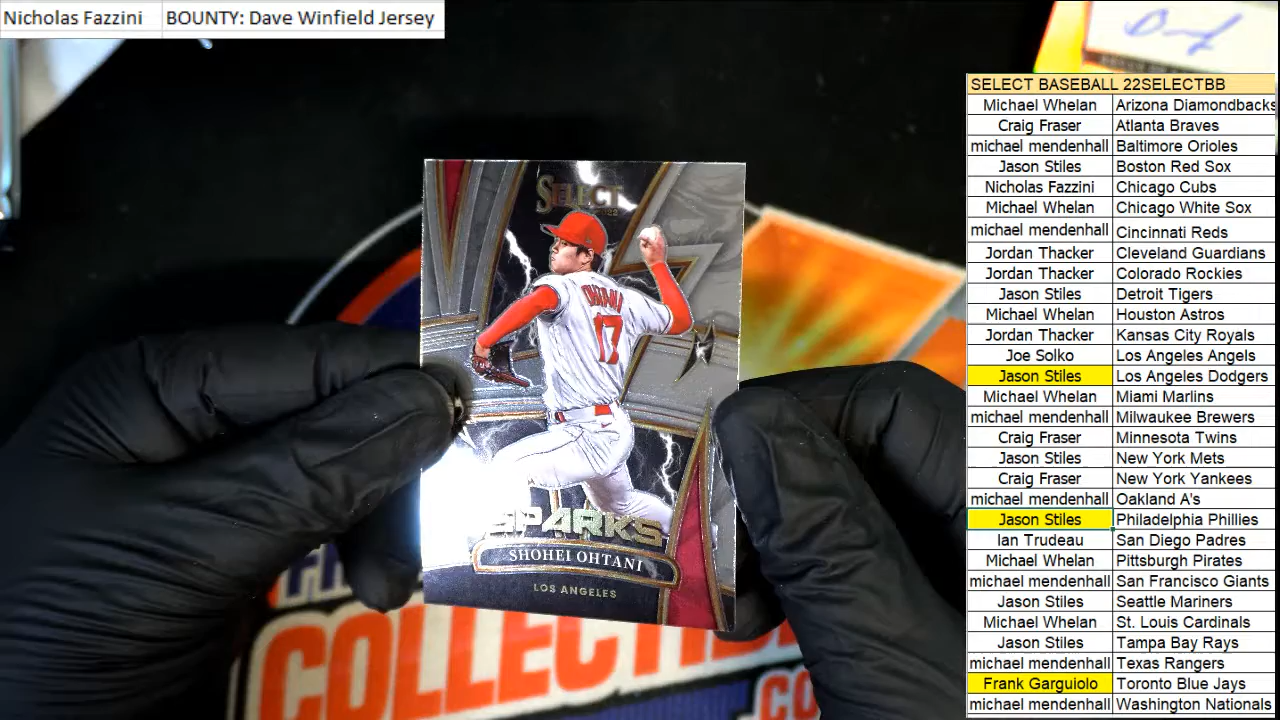 Nicholas Fazzini BOUNTY: Dave Winfield Jersey
SELECT BASEBALL 22SELECTBB
Michael Whelan Arizona Diamondbacks
Craig Fraser Atlanta Braves
michael mendenhall Baltimore Orioles
Jason Stiles Boston Red Sox
Nicholas Fazzini Chicago Cubs
Michael Whelan Chicago White Sox
michael mendenhall Cincinnati Reds
Jordan Thacker Cleveland Guardians
Jordan Thacker Colorado Rockies
Jason Stiles Detroit Tigers
Michael Whelan Houston Astros
Jordan Thacker Kansas City Royals
Joe Solko Los Angeles Angels
Jason Stiles Los Angeles Dodgers
Michael Whelan Miami Marlins
michael mendenhall Milwaukee Brewers
Craig Fraser Minnesota Twins
Jason Stiles New York Mets
Craig Fraser New York Yankees
michael mendenhall Oakland A's
Jason Stiles Philadelphia Phillies
Ian Trudeau San Diego Padres
Michael Whelan Pittsburgh Pirates
michael mendenhall San Francisco Giants
Jason Stiles Seattle Mariners
Michael Whelan St. Louis Cardinals
Jason Stiles Tampa Bay Rays
michael mendenhall Texas Rangers
Frank Garguiolo Toronto Blue Jays
michael mendenhall Washington Nationals
SELECT
OHTANI
17
SPARKS
SHOHEI OHTANI
LOS ANGELES